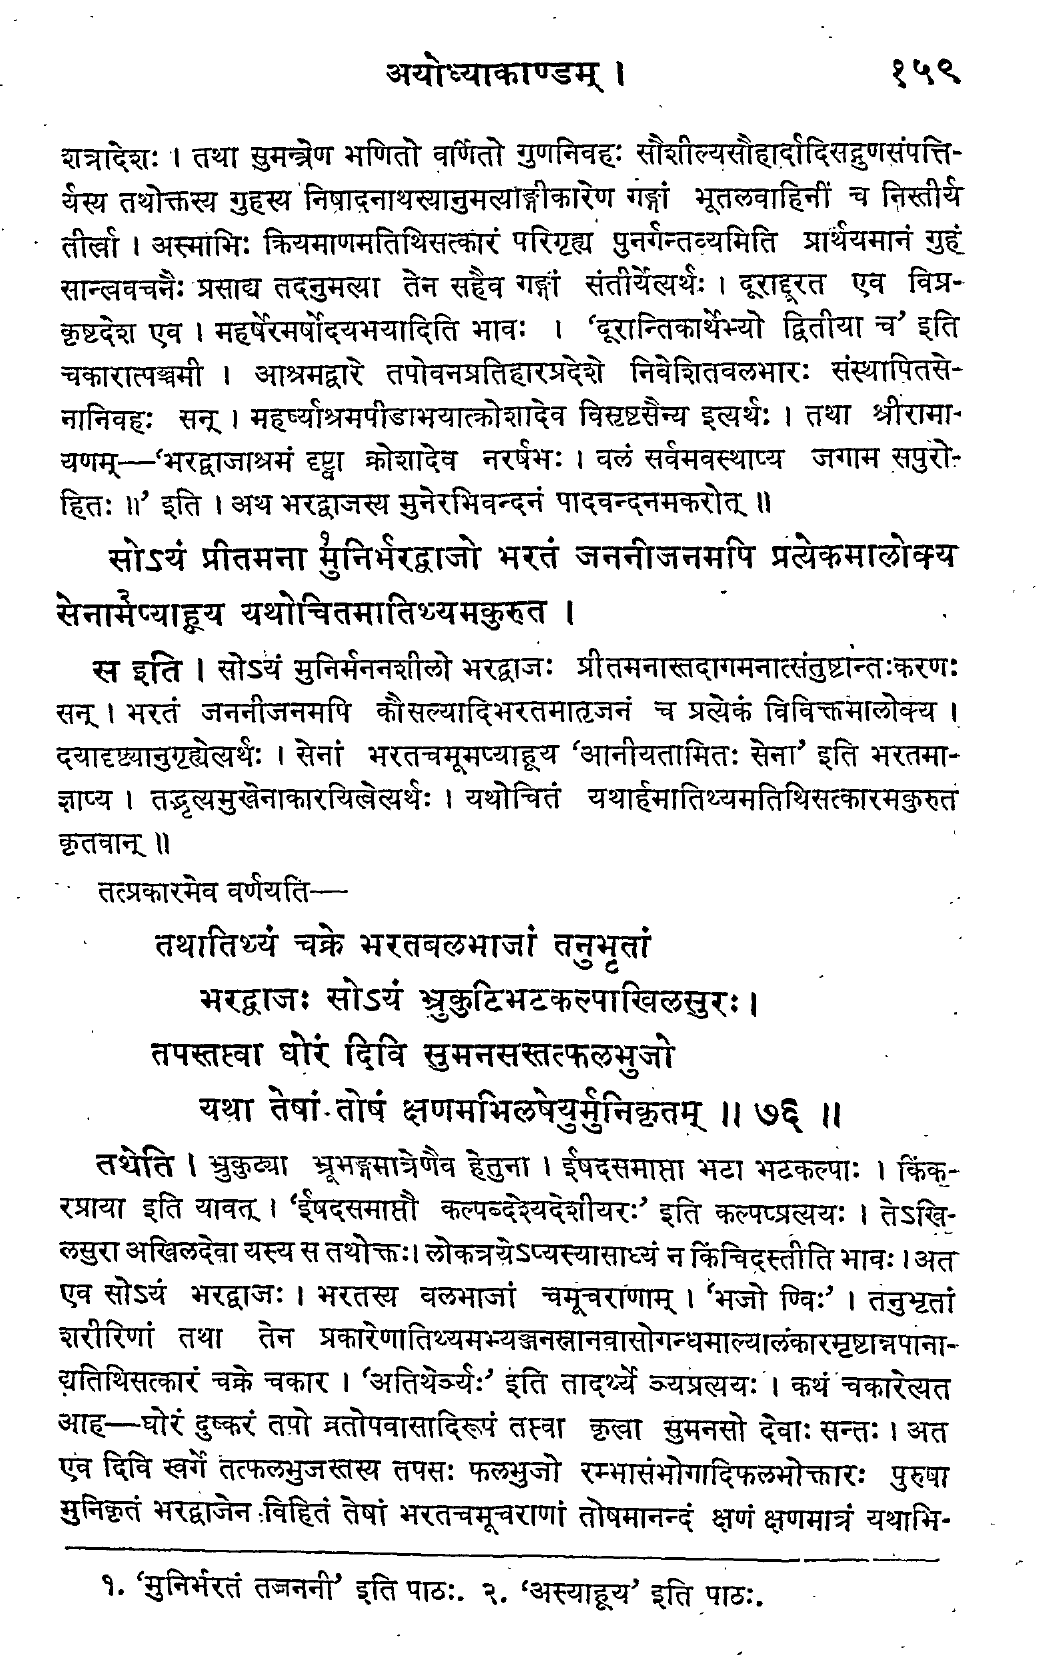 अयोध्याकाण्डम् । १५९
शत्रादेशः । तथा सुमन्त्रेण भणितो वर्णितो गुणनिवहः सौशील्यसौहार्दादिसद्गुणसंपत्ति-
र्यस्य तथोक्तस्य गुहस्य निषादनाथस्यानुमत्याङ्गीकारेण गङ्गां भूतलवाहिनीं च निस्तीर्य
तीर्त्वा । अस्माभिः क्रियमाणमतिथिसत्कारं परिगृह्य पुनर्गन्तव्यमिति प्रार्थयमानं गुहं
सान्त्ववचनैः प्रसाद्य तदनुमत्या तेन सहैव गङ्गां संतीर्येत्यर्थः । दूराद्दूरत एव विप्र-
कृष्टदेश एव । महर्षेरमर्षोदयभयादिति भावः । ‘दूरान्तिकार्थेभ्यो द्वितीया च’ इति
चकारात्पञ्चमी । आश्रमद्वारे तपोवनप्रतिहारप्रदेशे निवेशितबलभारः संस्थापितसे-
नानिवहः सन् । महर्ष्याश्रमपीडाभयात्क्रोशादेव विसृष्टसैन्य इत्यर्थः । तथा श्रीरामा-
यणम्—‘भरद्वाजाश्रमं दृष्ट्वा क्रोशादेव नरर्षभः । बलं सर्वमवस्थाप्य जगाम सपुरो-
हितः ॥’ इति । अथ भरद्वाजस्य मुनेरभिवन्दनं पादवन्दनमकरोत् ॥
सोऽयं प्रीतमना १मुनिर्भरद्वाजो भरतं जननीजनमपि प्रत्येकमालोक्य
सेनाम२प्याहूय यथोचितमातिथ्यमकुरुत ।
स इति । सोऽयं मुनिर्मननशीलो भरद्वाजः प्रीतमनास्तदागमनात्संतुष्टान्तःकरणः
सन् । भरतं जननीजनमपि कौसल्यादिभरतमातृजनं च प्रत्येकं विविक्तमालोक्य ।
दयादृष्ट्यानुगृह्येत्यर्थः । सेनां भरतचमूमप्याहूय ‘आनीयतामितः सेना’ इति भरतमा-
ज्ञाप्य । तद्भृत्यमुखेनाकारयित्वेत्यर्थः । यथोचितं यथार्हमातिथ्यमतिथिसत्कारमकुरुत
कृतवान् ॥
तत्प्रकारमेव वर्णयति—
तथातिथ्यं चक्रे भरतबलभाजां तनुभृतां
भरद्वाजः सोऽयं भ्रुकुटिभटकल्पाखिलसुरः ।
तपस्तप्त्वा घोरं दिवि सुमनसस्तत्फलभुजो
यथा तेषां तोषं क्षणमभिलषेयुर्मुनिकृतम् ॥ ७६ ॥
तथेति । भ्रुकुट्या भ्रूभङ्गमात्रेणैव हेतुना । ईषदसमाप्ता भटा भटकल्पाः । किंक-
रप्राया इति यावत् । ‘ईषदसमाप्तौ कल्पब्देश्यदेशीयरः’ इति कल्पप्प्रत्ययः । तेऽखि-
लसुरा अखिलदेवा यस्य स तथोक्तः । लोकत्रयेऽप्यस्यासाध्यं न किंचिदस्तीति भावः । अत
एव सोऽयं भरद्वाजः । भरतस्य बलभाजां चमूचराणाम् । ‘भजो ण्विः’ । तनुभृतां
शरीरिणां तथा तेन प्रकारेणातिथ्यमभ्यञ्जनस्नानवासोगन्धमाल्यालंकारमृष्टान्नपाना-
द्यतिथिसत्कारं चक्रे चकार । ‘अतिथेर्ञ्यः’ इति तादर्थ्ये ञ्यप्रत्ययः । कथं चकारेत्यत
आह—घोरं दुष्करं तपो व्रतोपवासादिरूपं तप्त्वा कृत्वा सुमनसो देवाः सन्तः । अत
एव दिवि स्वर्गे तत्फलभुजस्तस्य तपसः फलभुजो रम्भासंभोगादिफलभोक्तारः पुरुषा
मुनिकृतं भरद्वाजेन विहितं तेषां भरतचमूचराणां तोषमानन्दं क्षणं क्षणमात्रं यथाभि-
१. ‘मुनिर्भरतं तज्जननी’ इति पाठः. २. ‘अस्याहूय’ इति पाठः.